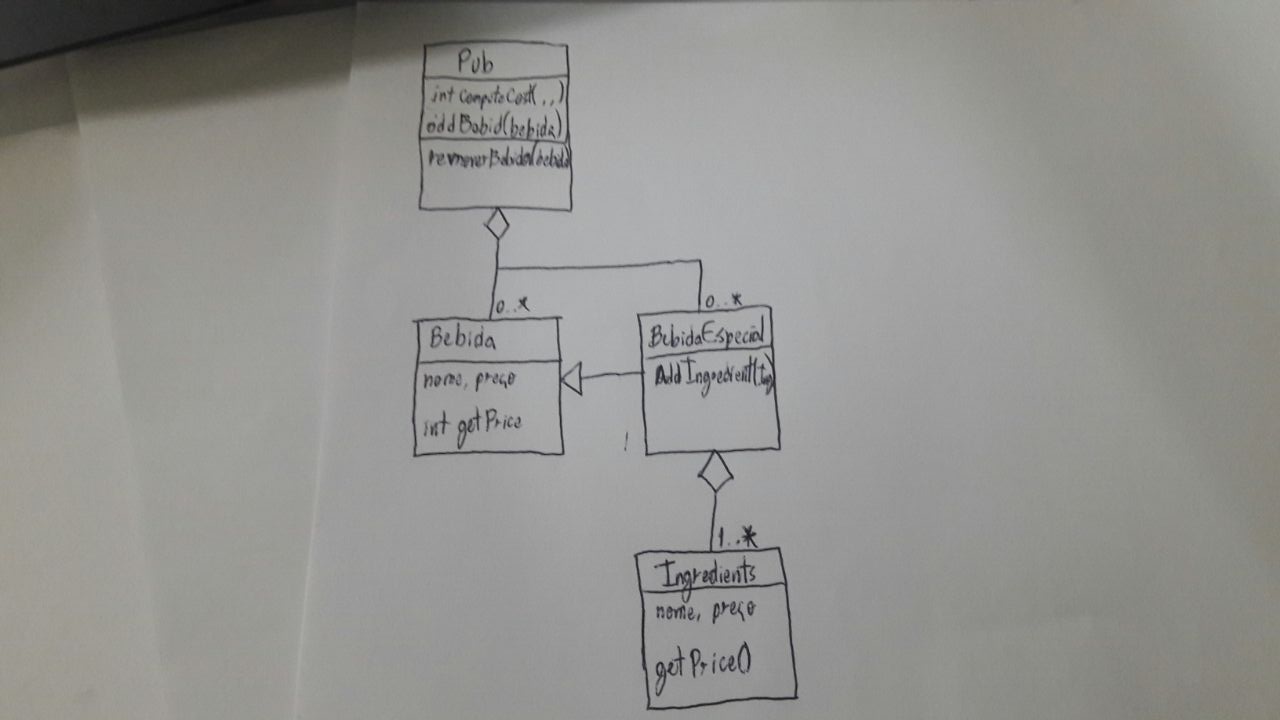 Pub
int computeCost(,,)
addBebid(bebida)
removerBebida(bebida)
0..*
0..*
Bebida
nome, preço
int getPrice
BebidaEspecial
AddIngredient(Ing)
1..*
Ingredients
nome, preço
getPrice()